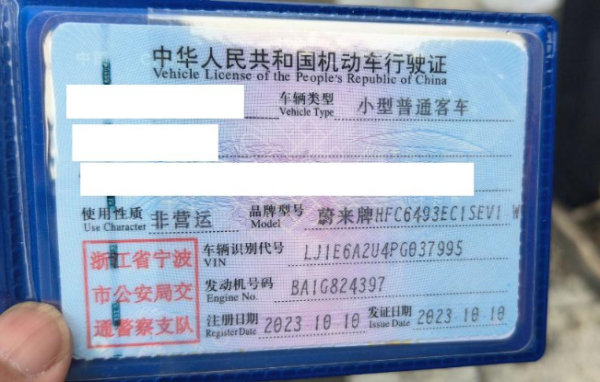 中华人民共和国机动车行驶证
Vehicle License of the People's Republic of China
车辆类型 小型普通客车
Vehicle Type
使用性质 非营运 品牌型号 蔚来牌HFC6493ECISEV1 W
Use Character Model
浙江省宁波
市公安局交
通警察支队
车辆识别代号 LJ1E6A2U4PG037995
VIN
发动机号码 BAIG824397
Engine No.
注册日期 2023 10 10 发证日期 2023 10 10
Register Date Issue Date